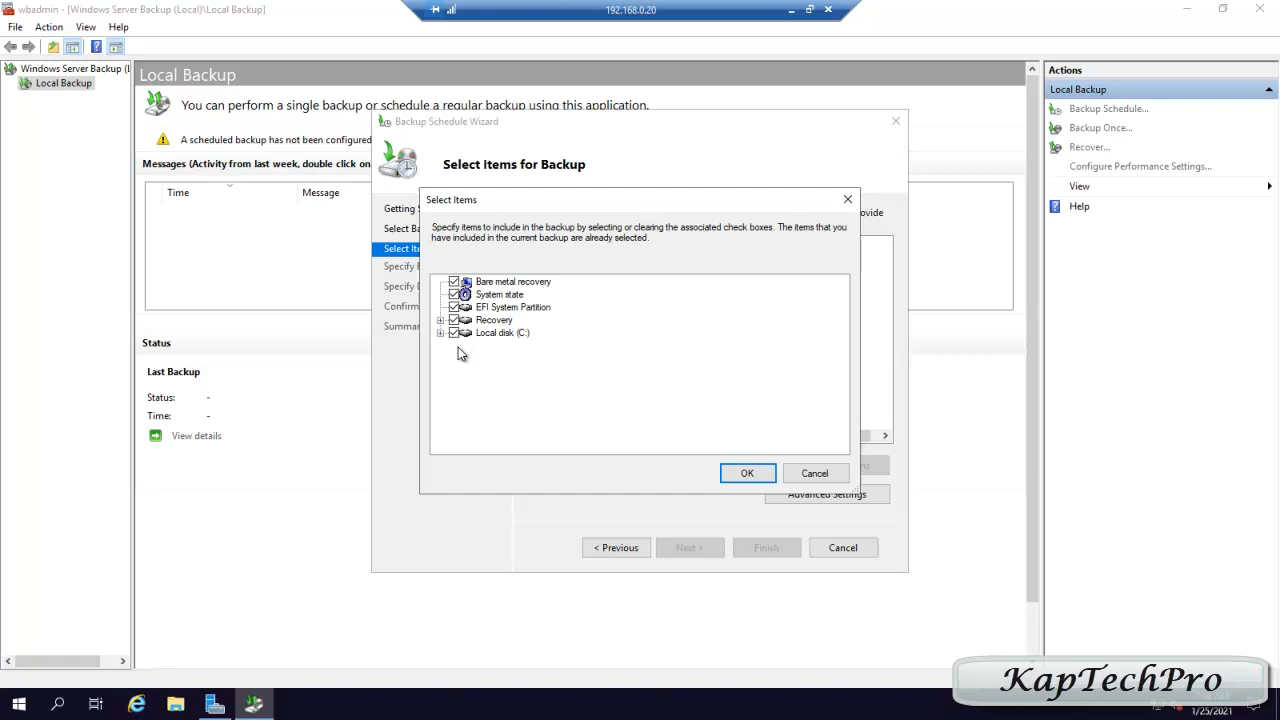 wbadmin - [Windows Server Backup (Local)\Local Backup]
192.168.0.20
File Action View Help
Windows Server Backup (L
Local Backup
Local Backup
You can perform a single backup or schedule a regular backup using this application.
A scheduled backup has not been configured
Messages (Activity from last week, double click on
Time Message
Status
Last Backup
Status: -
Time: -
View details
Backup Schedule Wizard
Select Items for Backup
Getting
Select Ba
Select Ite
Specify
Specify
Confirm
Summar
ovide
Advanced Settings
< Previous Next > Finish Cancel
Select Items
Specify items to include in the backup by selecting or clearing the associated check boxes. The items that you
have included in the current backup are already selected.
Bare metal recovery
System state
EFI System Partition
Recovery
Local disk (C:)
OK Cancel
Actions
Local Backup
Backup Schedule...
Backup Once...
Recover...
Configure Performance Settings...
View
Help
KapTechPro
1/25/2021